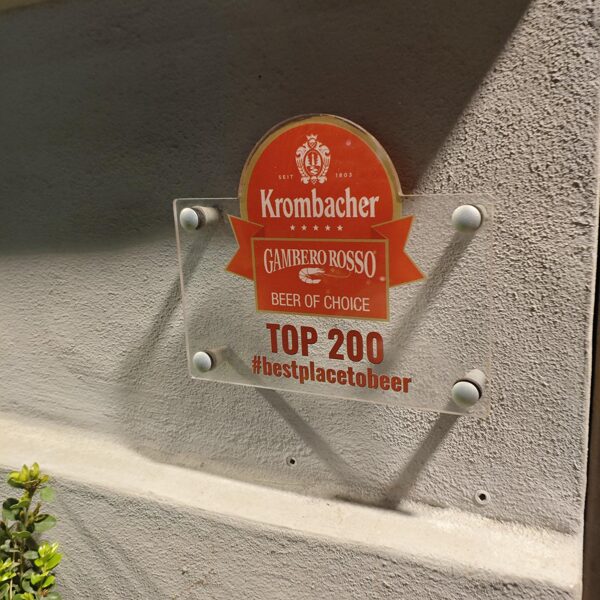 SEIT 1803
Krombacher
GAMBERO ROSSO
BEER OF CHOICE
TOP 200
#bestplacetobeer